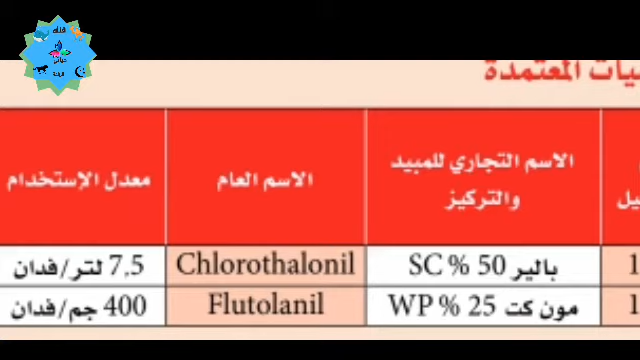 يات المعتمدة
الاسم التجاري للمبيد والتركيز
الاسم العام
معدل الإستخدام
بالير 50 % SC
Chlorothalonil
7,5 لتر/فدان
مون كت 25 % WP
Flutolanil
400 جم/فدان